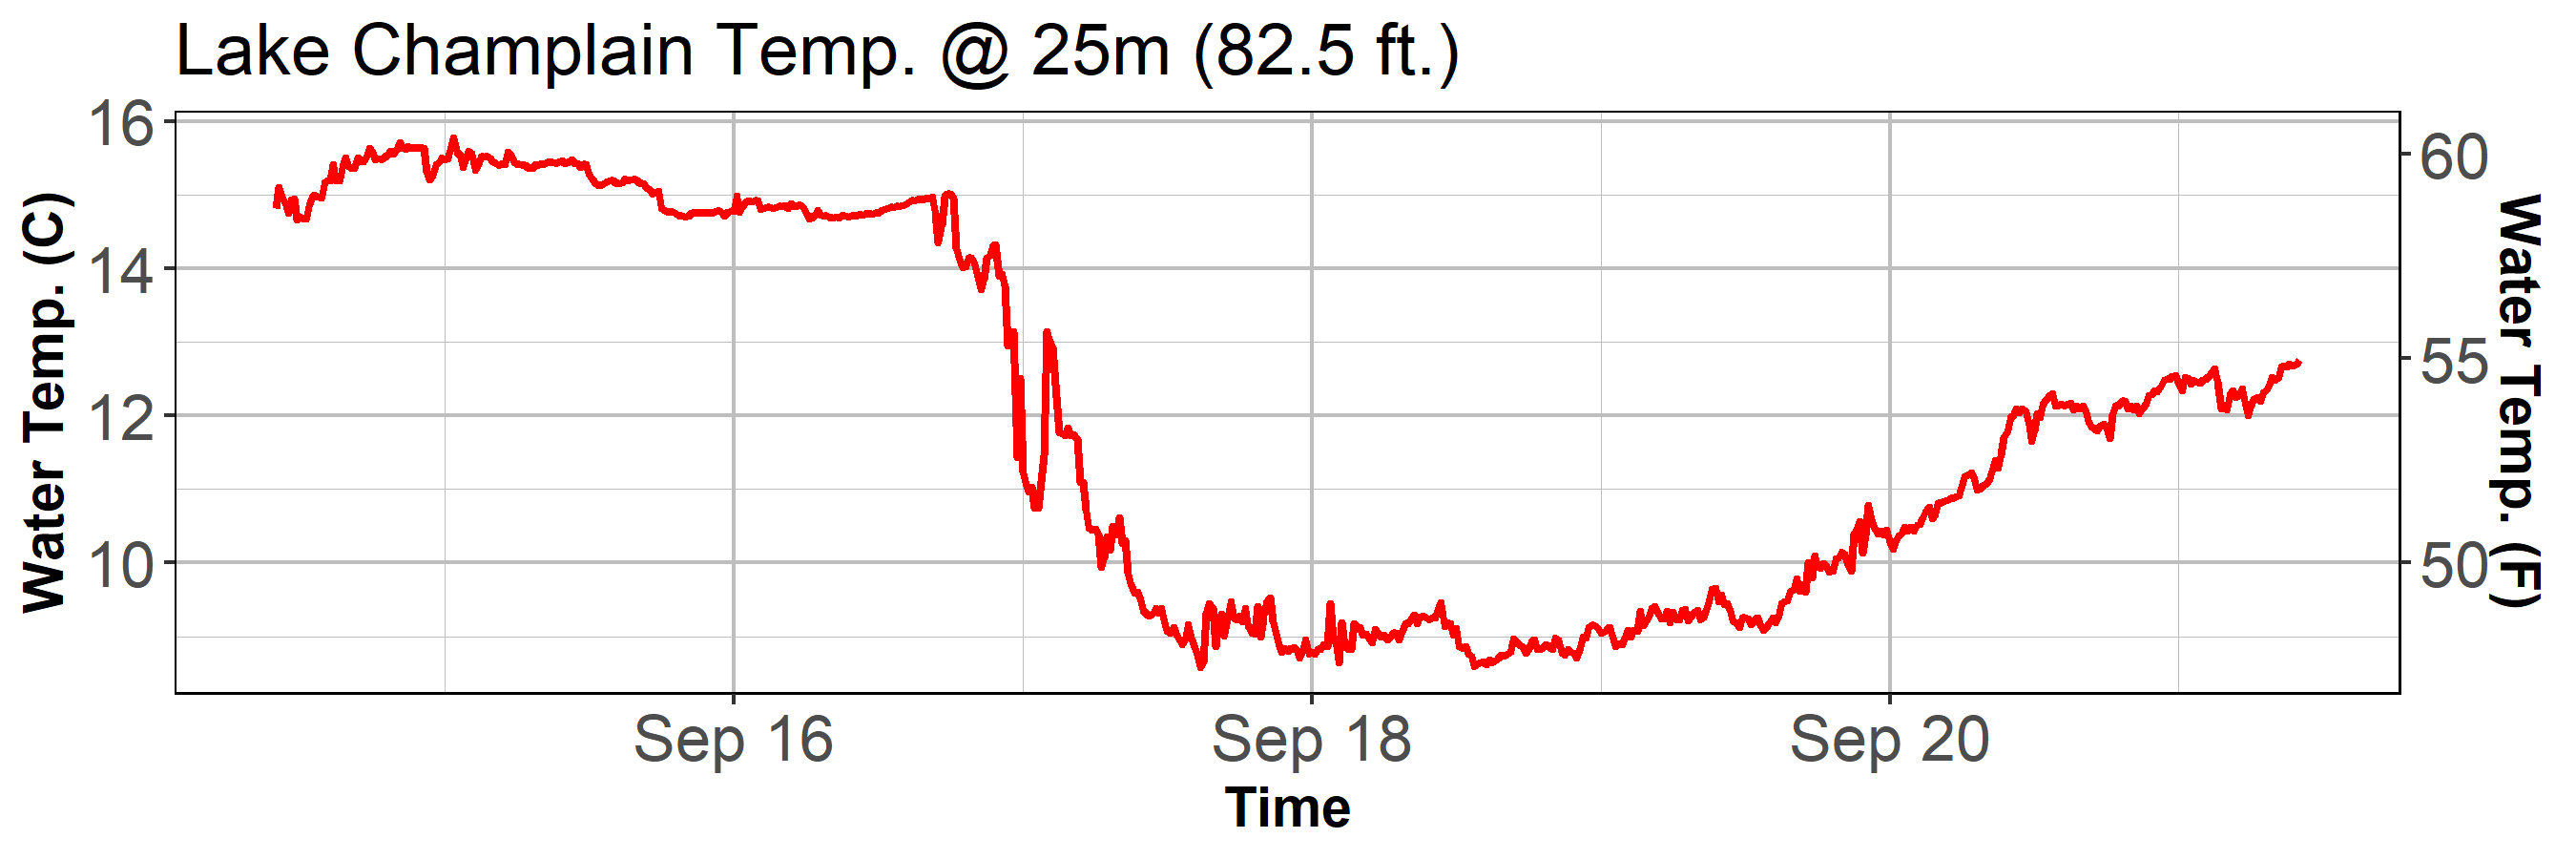 Lake Champlain Temp. @ 25m (82.5 ft.)
Water Temp. (C)
16
14
12
10
60
55
50
Water Temp. (F)
Sep 16
Sep 18
Sep 20
Time